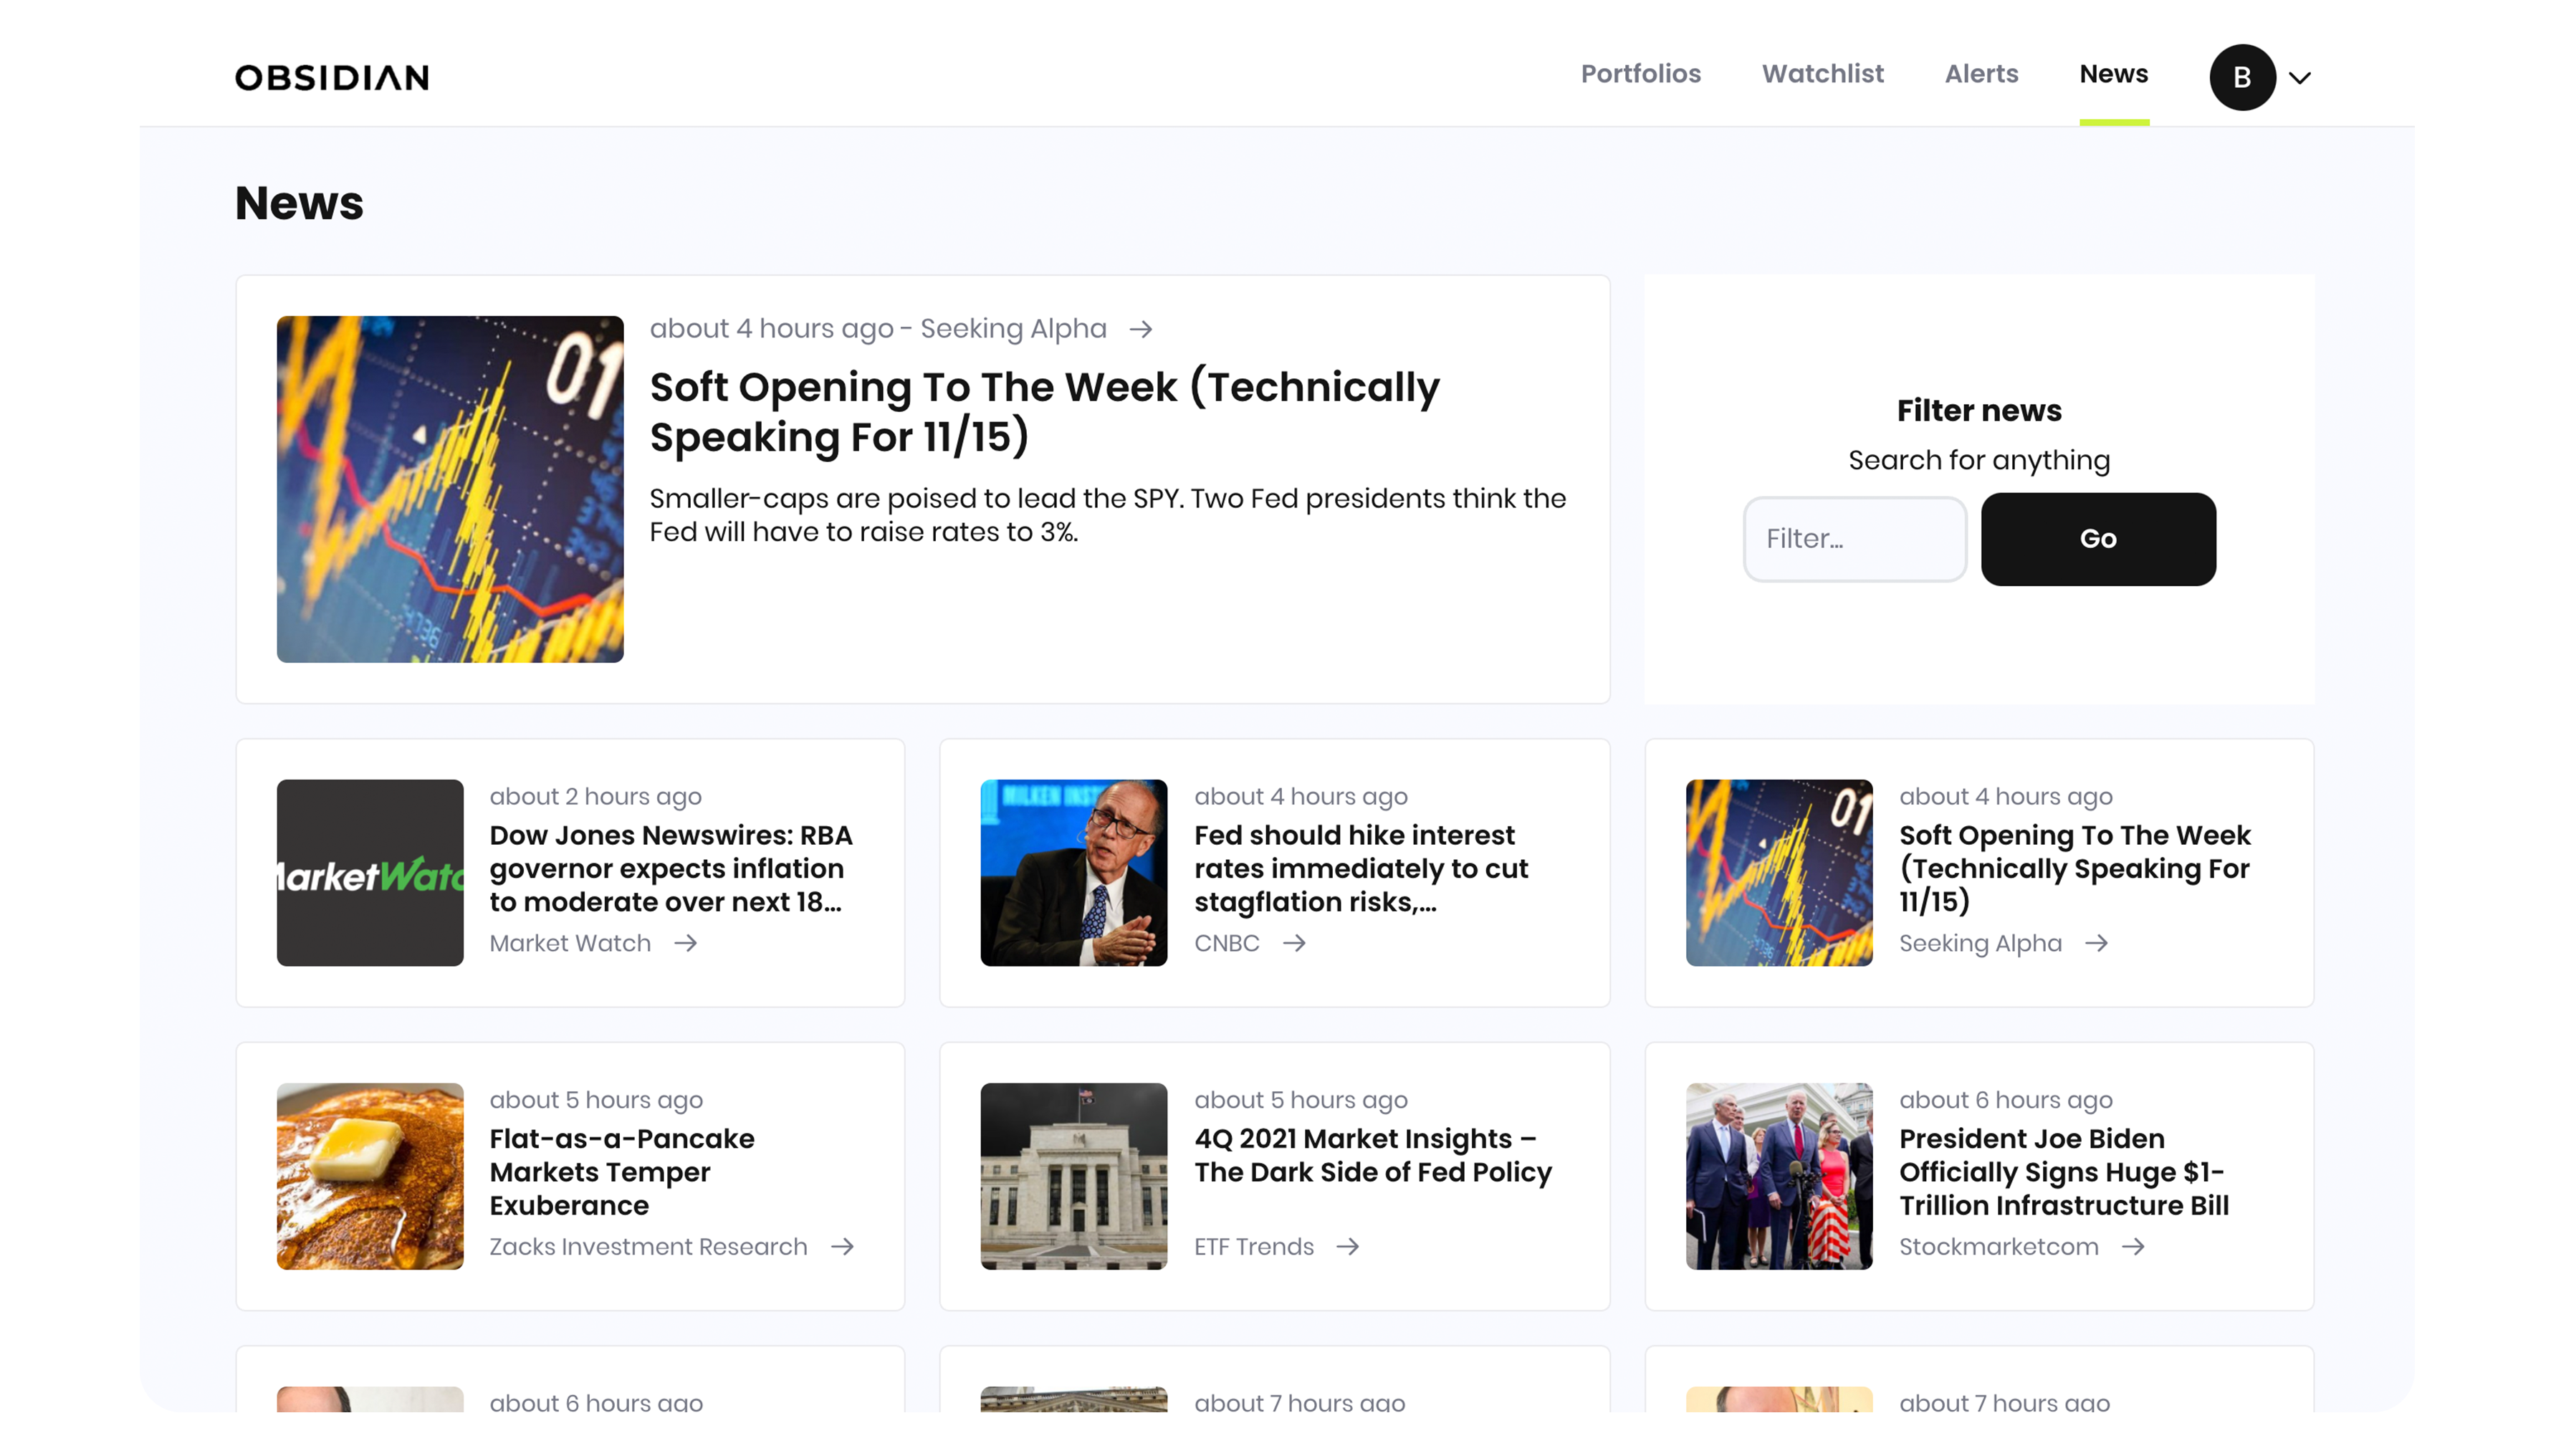 OBSIDIAN
Portfolios
Watchlist
Alerts
News
B
News
about 4 hours ago - Seeking Alpha
Soft Opening To The Week (Technically
Speaking For 11/15)
Smaller-caps are poised to lead the SPY. Two Fed presidents think the
Fed will have to raise rates to 3%.
01
Filter news
Search for anything
Filter...
Go
arketWatc
about 2 hours ago
Dow Jones Newswires: RBA
governor expects inflation
to moderate over next 18...
Market Watch
MILKEN INST
about 4 hours ago
Fed should hike interest
rates immediately to cut
stagflation risks,...
CNBC
01
about 4 hours ago
Soft Opening To The Week
(Technically Speaking For
11/15)
Seeking Alpha
about 5 hours ago
Flat-as-a-Pancake
Markets Temper
Exuberance
Zacks Investment Research
about 5 hours ago
4Q 2021 Market Insights –
The Dark Side of Fed Policy
ETF Trends
about 6 hours ago
President Joe Biden
Officially Signs Huge $1-
Trillion Infrastructure Bill
Stockmarketcom
about 6 hours ago
about 7 hours ago
about 7 hours ago